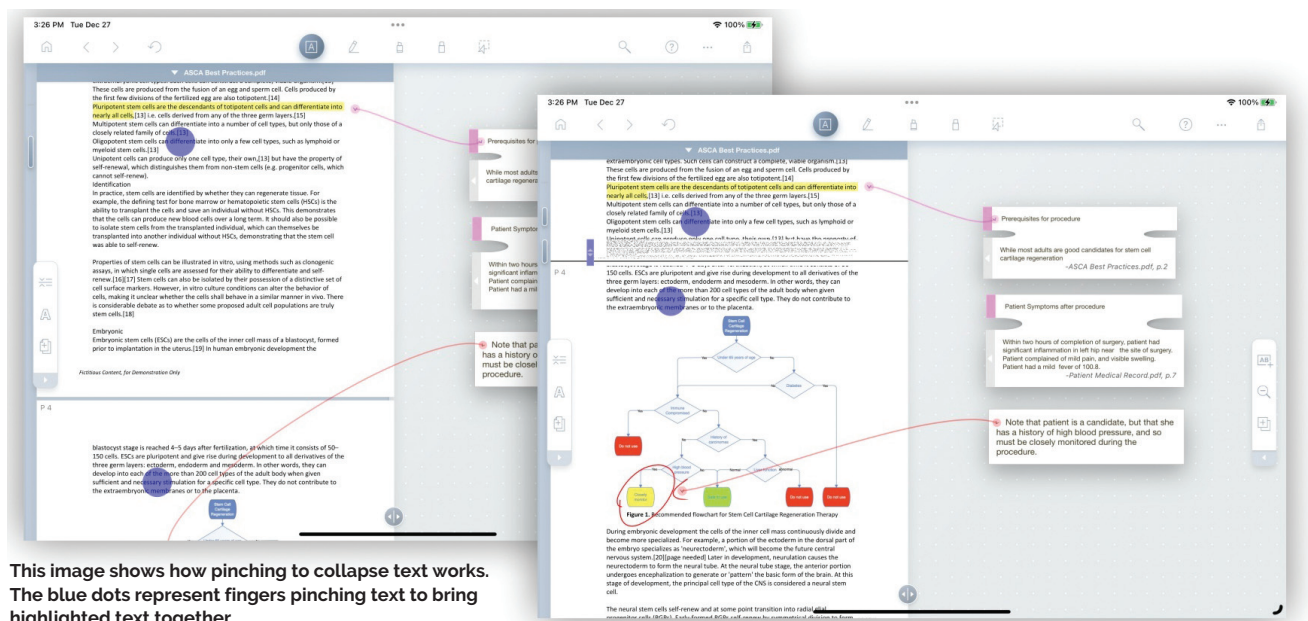 3:26 PM Tue Dec 27
100%
ASCA Best Practices.pdf
These cells are produced from the fusion of an egg and sperm cell. Cells produced by
the first few divisions of the fertilized egg are also totipotent.[14]
Pluripotent stem cells are the descendants of totipotent cells and can differentiate into
nearly all cells,[13] i.e. cells derived from any of the three germ layers.[15]
Multipotent stem cells can differentiate into a number of cell types, but only those of a
closely related family of cells.[13]
Oligopotent stem cells can differentiate into only a few cell types, such as lymphoid or
myeloid stem cells.[13]
Unipotent cells can produce only one cell type, their own,[13] but have the property of
self-renewal, which distinguishes them from non-stem cells (e.g. progenitor cells, which
cannot self-renew).
Identification
In practice, stem cells are identified by whether they can regenerate tissue. For
example, the defining test for bone marrow or hematopoietic stem cells (HSCs) is the
ability to transplant the cells and save an individual without HSCs. This demonstrates
that the cells can produce new blood cells over a long term. It should also be possible
to isolate stem cells from the transplanted individual, which can themselves be
transplanted into another individual without HSCs, demonstrating that the stem cell
was able to self-renew.
Properties of stem cells can be illustrated in vitro, using methods such as clonogenic
assays, in which single cells are assessed for their ability to differentiate and self-
renew.[16][17] Stem cells can also be isolated by their possession of a distinctive set of
cell surface markers. However, in vitro culture conditions can alter the behavior of
cells, making it unclear whether the cells shall behave in a similar manner in vivo. There
is considerable debate as to whether some proposed adult cell populations are truly
stem cells.[18]
Embryonic
Embryonic stem cells (ESCs) are the cells of the inner cell mass of a blastocyst, formed
prior to implantation in the uterus.[19] In human embryonic development the
Fictitious Content, for Demonstration Only
P 4
blastocyst stage is reached 4–5 days after fertilization, at which time it consists of 50–
150 cells. ESCs are pluripotent and give rise during development to all derivatives of the
three germ layers: ectoderm, endoderm and mesoderm. In other words, they can
develop into each of the more than 200 cell types of the adult body when given
sufficient and necessary stimulation for a specific cell type. They do not contribute to
the extraembryonic membranes or to the placenta.
Stem Cell
Cartilage
Regeneration
Prerequisites for
While most adults
cartilage regenera
Patient Sympto
Within two hours
significant inflam
Patient complain
Patient had a mil
Note that pa
has a history o
must be closel
procedure.
This image shows how pinching to collapse text works.
The blue dots represent fingers pinching text to bring
highlighted text together
3:26 PM Tue Dec 27
100%
ASCA Best Practices.pdf
extraembryonic cell types. Such cells can construct a complete, viable organism.[13]
These cells are produced from the fusion of an egg and sperm cell. Cells produced by
the first few divisions of the fertilized egg are also totipotent.[14]
Pluripotent stem cells are the descendants of totipotent cells and can differentiate into
nearly all cells,[13] i.e. cells derived from any of the three germ layers.[15]
Multipotent stem cells can differentiate into a number of cell types, but only those of a
closely related family of cells.[13]
Oligopotent stem cells can differentiate into only a few cell types, such as lymphoid or
myeloid stem cells.[13]
Unipotent cells can produce only one cell type, their own,[13] but have the property of
P 4
150 cells. ESCs are pluripotent and give rise during development to all derivatives of the
three germ layers: ectoderm, endoderm and mesoderm. In other words, they can
develop into each of the more than 200 cell types of the adult body when given
sufficient and necessary stimulation for a specific cell type. They do not contribute to
the extraembryonic membranes or to the placenta.
Stem Cell
Cartilage
Regeneration
Under 60 years of age
Diabetes
Immune
Compromised
History of
Do not use
High blood
pressure
Normal
Abnormal
Closely
monitor
Do not use
Do not use
Figure 1. Recommended flowchart for Stem Cell Cartilage Regeneration Therapy
During embryonic development the cells of the inner cell mass continuously divide and
become more specialized. For example, a portion of the ectoderm in the dorsal part of
the embryo specializes as 'neurectoderm', which will become the future central
nervous system.[20][page needed] Later in development, neurulation causes the
neurectoderm to form the neural tube. At the neural tube stage, the anterior portion
undergoes encephalization to generate or 'pattern' the basic form of the brain. At this
stage of development, the principal cell type of the CNS is considered a neural stem
cell.
The neural stem cells self-renew and at some point transition into radial glial
progenitor cells (RGPs). Early-formed RGPs self-renew by symmetrical division to form
Prerequisites for procedure
While most adults are good candidates for stem cell
cartilage regeneration
-ASCA Best Practices.pdf, p.2
Patient Symptoms after procedure
Within two hours of completion of surgery, patient had
significant inflammation in left hip near the site of surgery.
Patient complained of mild pain, and visible swelling.
Patient had a mild fever of 100.8.
-Patient Medical Record.pdf, p.7
Note that patient is a candidate, but that she
has a history of high blood pressure, and so
must be closely monitored during the
procedure.